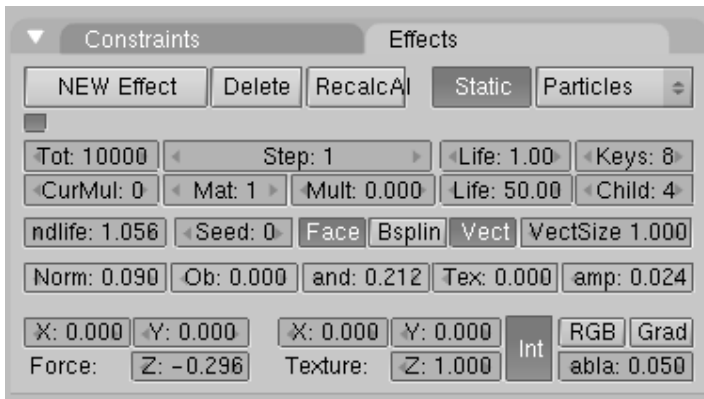 Constraints Effects
NEW Effect Delete RecalcAl Static Particles
Tot: 10000 Step: 1 Life: 1.00 Keys: 8
CurMul: 0 Mat: 1 Mult: 0.000 Life: 50.00 Child: 4
ndlife: 1.056 Seed: 0 Face Bsplin Vect VectSize 1.000
Norm: 0.090 Ob: 0.000 and: 0.212 Tex: 0.000 amp: 0.024
X: 0.000 Y: 0.000 X: 0.000 Y: 0.000 Int RGB Grad
Force: Z: -0.296 Texture: Z: 1.000 abla: 0.050